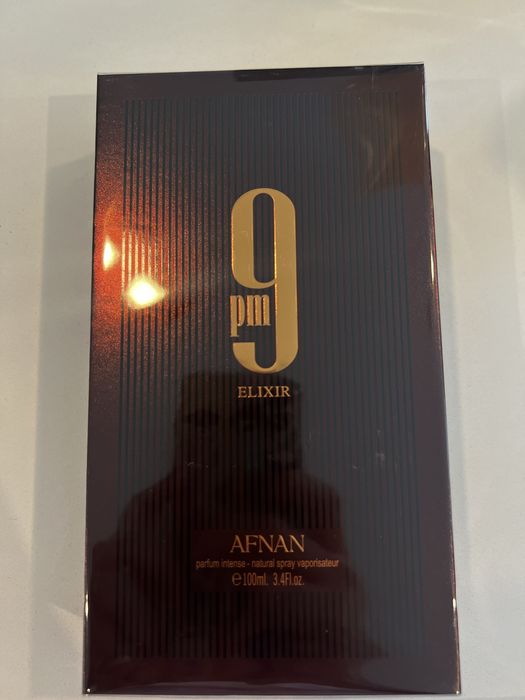 9
pm
ELIXIR
AFNAN
parfum intense - natural spray vaporisateur
℮100ml. 3.4Fl.oz.